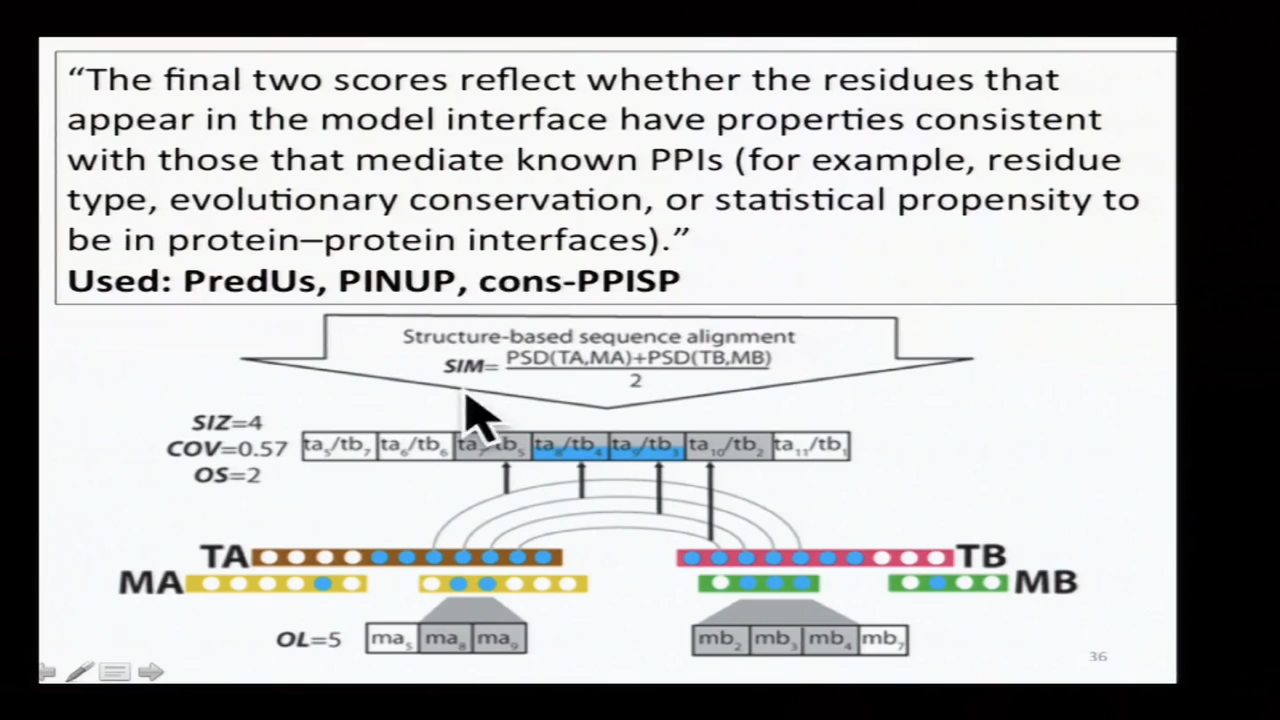 “The final two scores reflect whether the residues that
appear in the model interface have properties consistent
with those that mediate known PPIs (for example, residue
type, evolutionary conservation, or statistical propensity to
be in protein–protein interfaces).”
Used: PredUs, PINUP, cons-PPISP
Structure-based sequence alignment
SIM= PSD(TA,MA)+PSD(TB,MB)
2
SIZ=4
COV=0.57
OS=2
ta₅/tb₇ ta₆/tb₆ tb₅ ta₈/tb₄ ta₉/tb₃ ta₁₀/tb₂ ta₁₁/tb₁
TA TB
MA MB
OL=5 ma₅ ma₈ ma₉ mb₂ mb₃ mb₄ mb₇
36